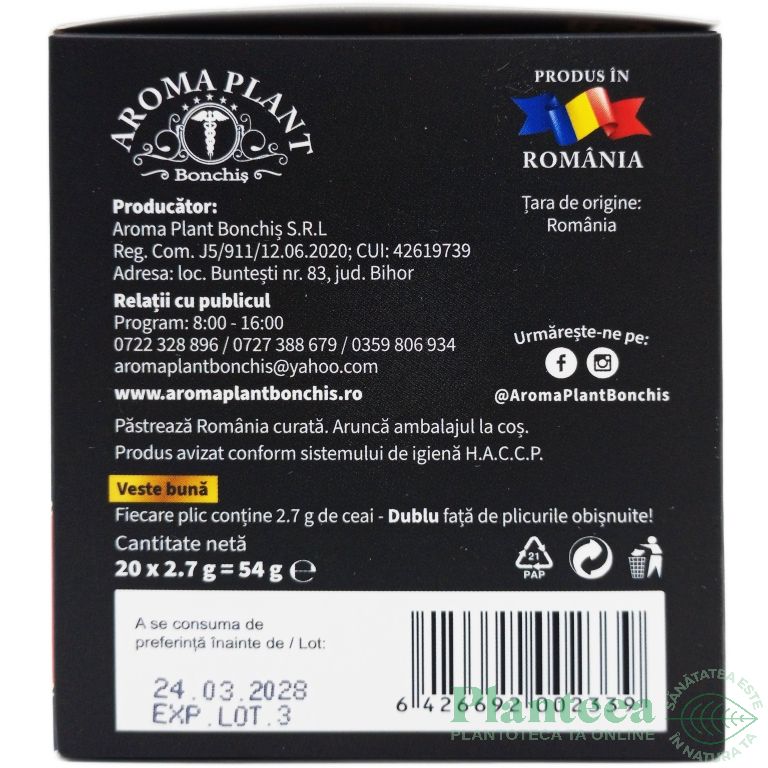 AROMA PLANT
Bonchiș
PRODUS ÎN
ROMÂNIA
Țara de origine:
România
Producător:
Aroma Plant Bonchiș S.R.L
Reg. Com. J5/911/12.06.2020; CUI: 42619739
Adresa: loc. Buntești nr. 83, jud. Bihor
Relații cu publicul
Program: 8:00 - 16:00
0722 328 896 / 0727 388 679 / 0359 806 934
aromaplantbonchis@yahoo.com
www.aromaplantbonchis.ro
Urmărește-ne pe:
@AromaPlantBonchis
Păstrează România curată. Aruncă ambalajul la coș.
Produs avizat conform sistemului de igienă H.A.C.C.P.
Veste bună
Fiecare plic conține 2.7 g de ceai - Dublu față de plicurile obișnuite!
Cantitate netă
20 x 2.7 g = 54 g ℮
21
PAP
A se consuma de
preferință înainte de / Lot:
24.03.2028
EXP.LOT.3
6 426692 002339
Planteea
PLANTOTECA TA ONLINE
SĂNĂTATEA ESTE
ÎN NATURA TA